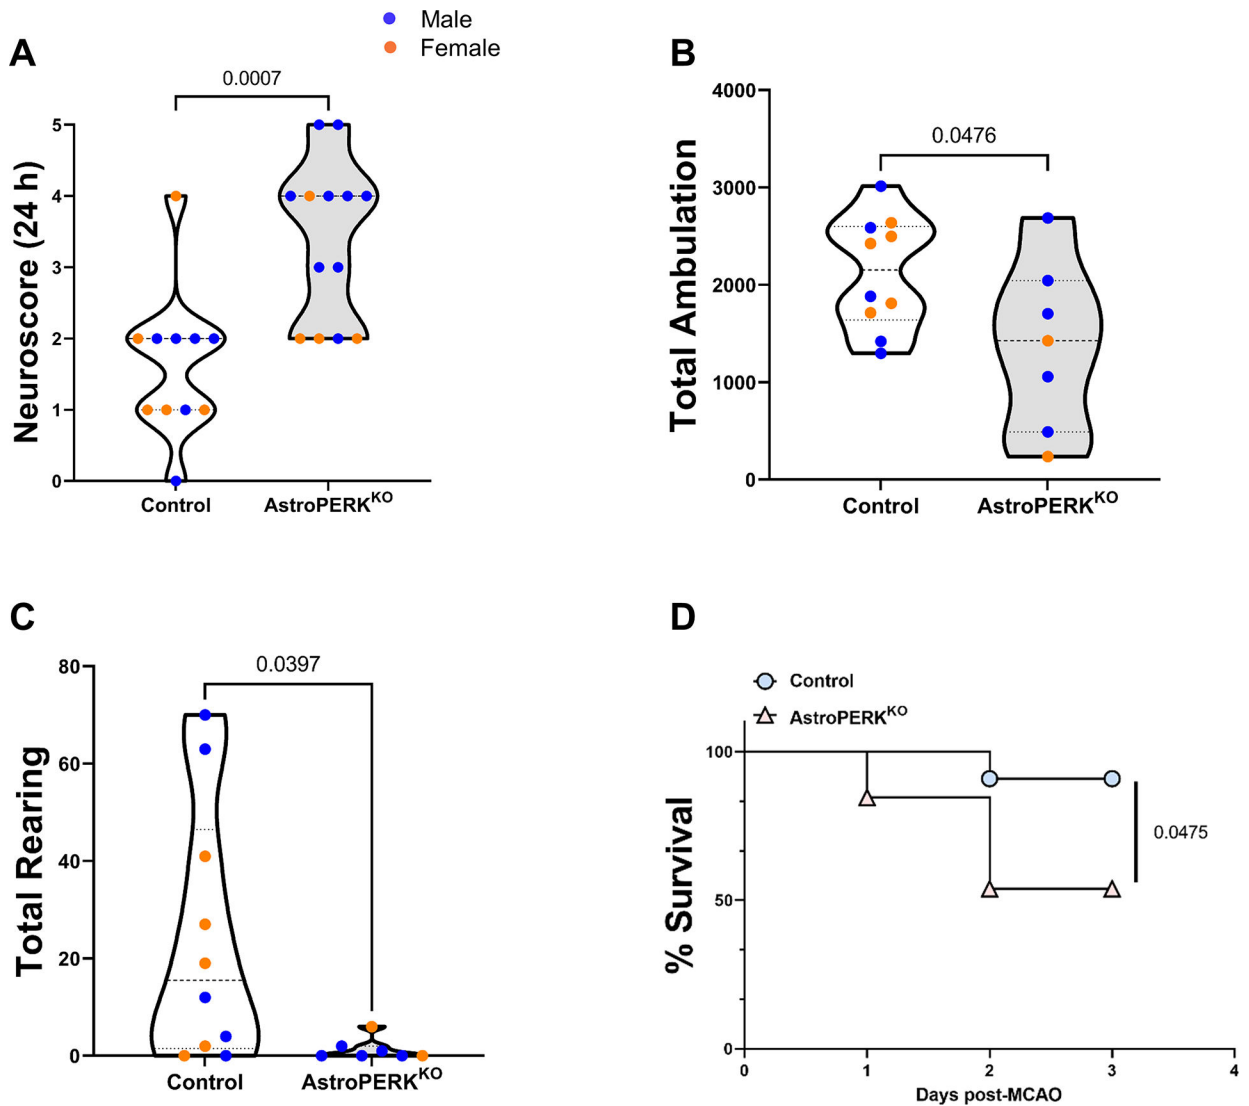 Male
Female
A
0.0007
Neuroscore (24 h)
5
4
3
2
1
0
Control
AstroPERKᴷᴼ
B
0.0476
Total Ambulation
4000
3000
2000
1000
0
Control
AstroPERKᴷᴼ
C
0.0397
Total Rearing
80
60
40
20
0
Control
AstroPERKᴷᴼ
D
Control
AstroPERKᴷᴼ
% Survival
100
50
0
0.0475
0 1 2 3 4
Days post-MCAO